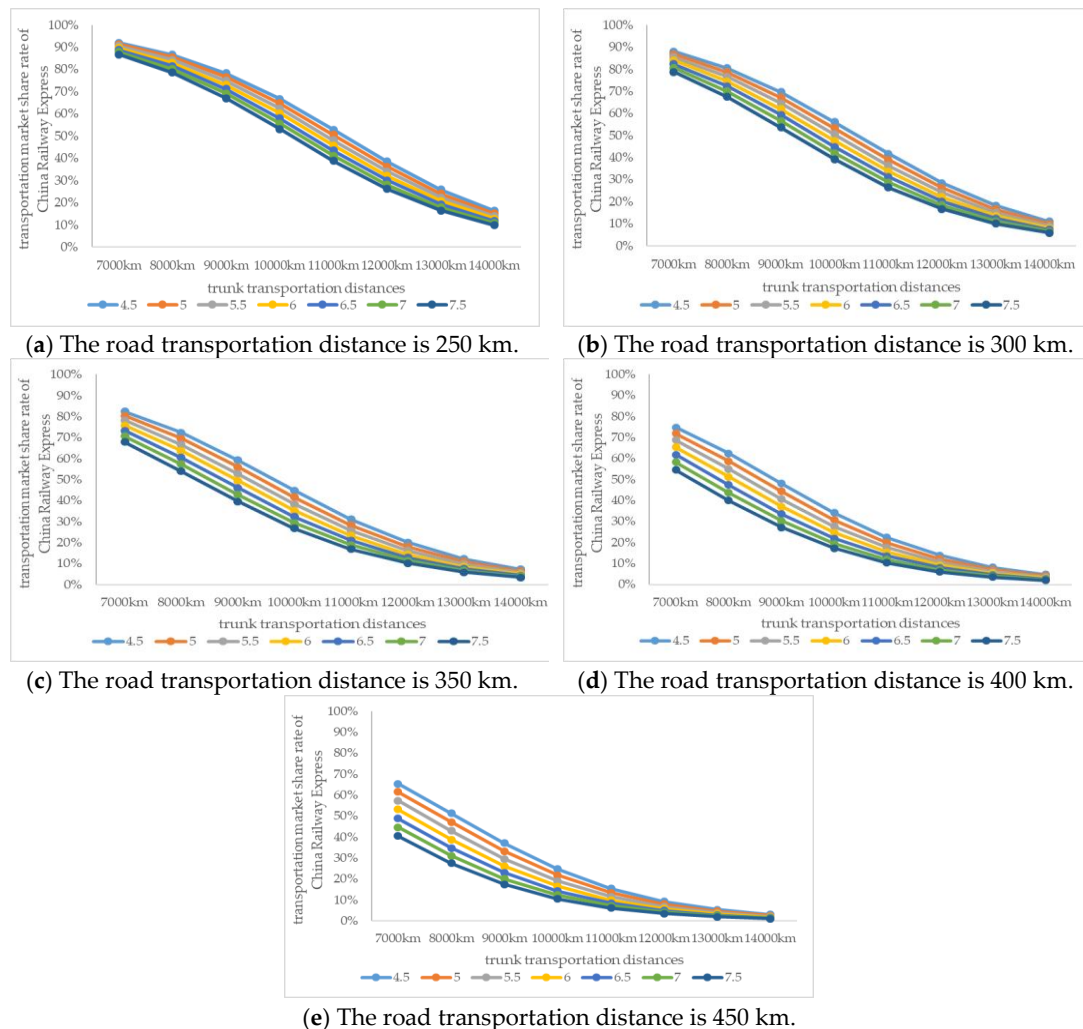 transportation market share rate of
China Railway Express
100%
90%
80%
70%
60%
50%
40%
30%
20%
10%
0%
7000km 8000km 9000km 10000km 11000km 12000km 13000km 14000km
trunk transportation distances
4.5 5 5.5 6 6.5 7 7.5
(a) The road transportation distance is 250 km.
transportation market share rate of
China Railway Express
100%
90%
80%
70%
60%
50%
40%
30%
20%
10%
0%
7000km 8000km 9000km 10000km 11000km 12000km 13000km 14000km
trunk transportation distances
4.5 5 5.5 6 6.5 7 7.5
(b) The road transportation distance is 300 km.
transportation market share rate of
China Railway Express
100%
90%
80%
70%
60%
50%
40%
30%
20%
10%
0%
7000km 8000km 9000km 10000km 11000km 12000km 13000km 14000km
trunk transportation distances
4.5 5 5.5 6 6.5 7 7.5
(c) The road transportation distance is 350 km.
transportation market share rate of
China Railway Express
100%
90%
80%
70%
60%
50%
40%
30%
20%
10%
0%
7000km 8000km 9000km 10000km 11000km 12000km 13000km 14000km
trunk transportation distances
4.5 5 5.5 6 6.5 7 7.5
(d) The road transportation distance is 400 km.
transportation market share rate of
China Railway Express
100%
90%
80%
70%
60%
50%
40%
30%
20%
10%
0%
7000km 8000km 9000km 10000km 11000km 12000km 13000km 14000km
trunk transportation distances
4.5 5 5.5 6 6.5 7 7.5
(e) The road transportation distance is 450 km.